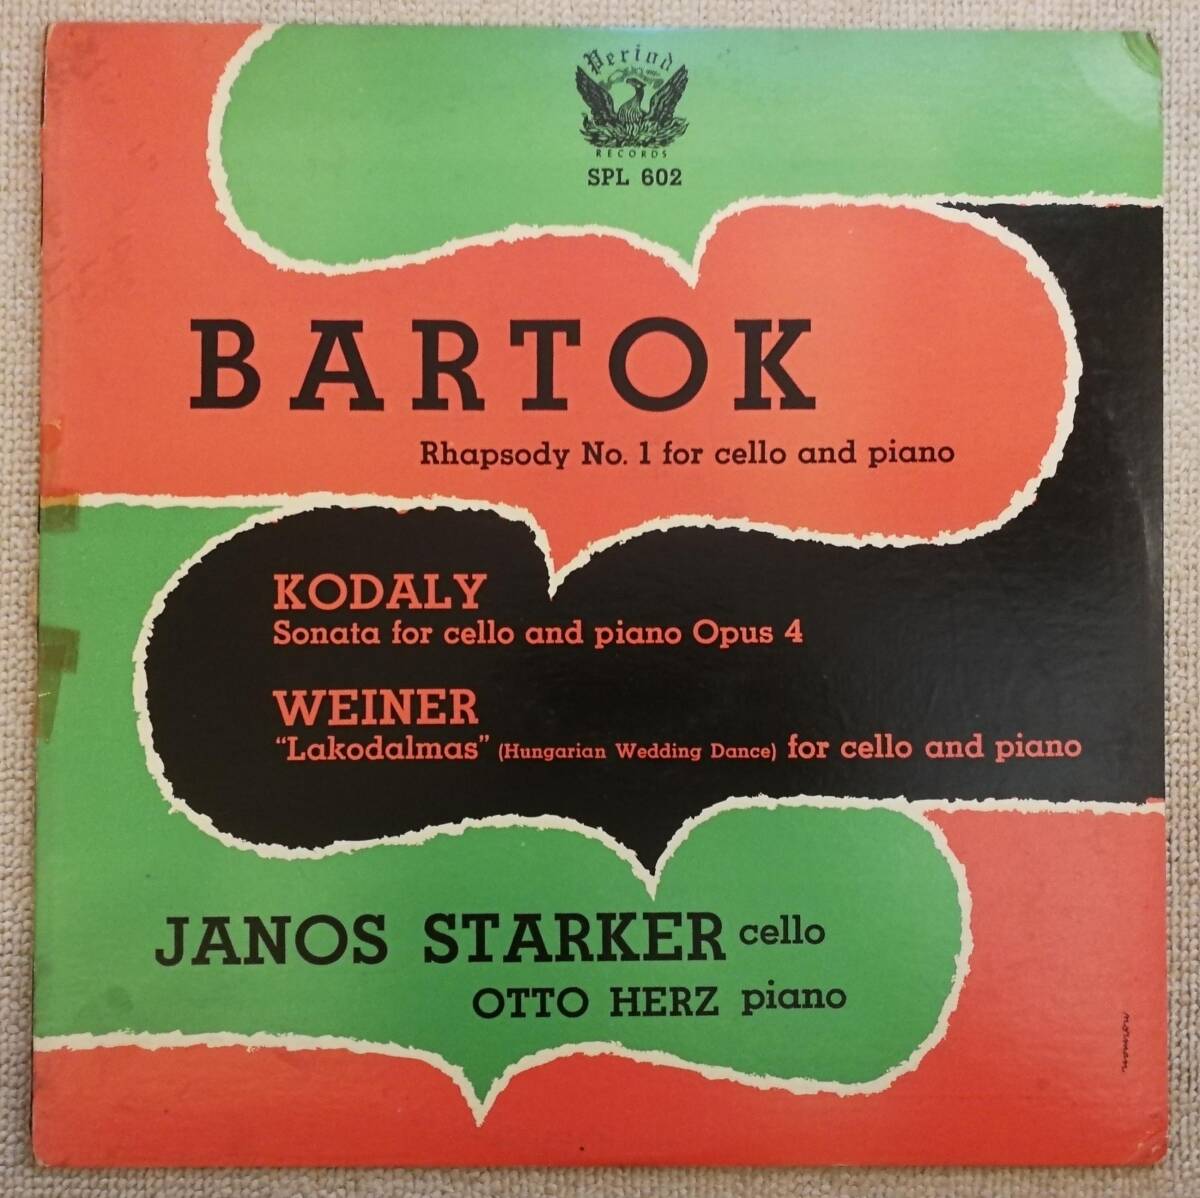 Period
RECORDS
SPL 602
BARTOK
Rhapsody No. 1 for cello and piano
KODALY
Sonata for cello and piano Opus 4
WEINER
“Lakodalmas” (Hungarian Wedding Dance) for cello and piano
JANOS STARKER cello
OTTO HERZ piano